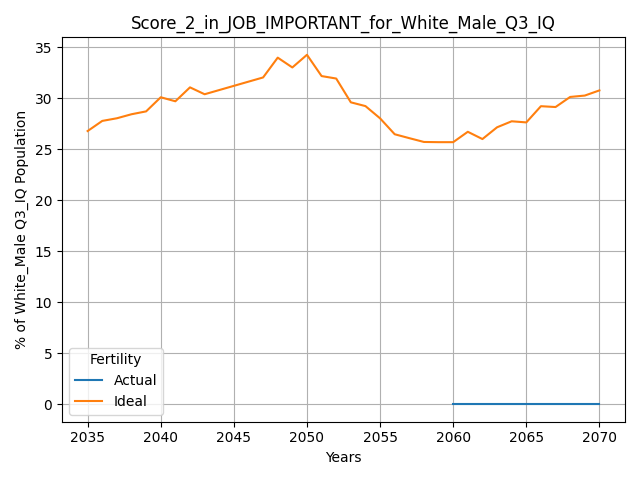 Score_2_in_JOB_IMPORTANT_for_White_Male_Q3_IQ
% of White_Male Q3_IQ Population
35
30
25
20
15
10
5
0
Fertility
Actual
Ideal
2035 2040 2045 2050 2055 2060 2065 2070
Years